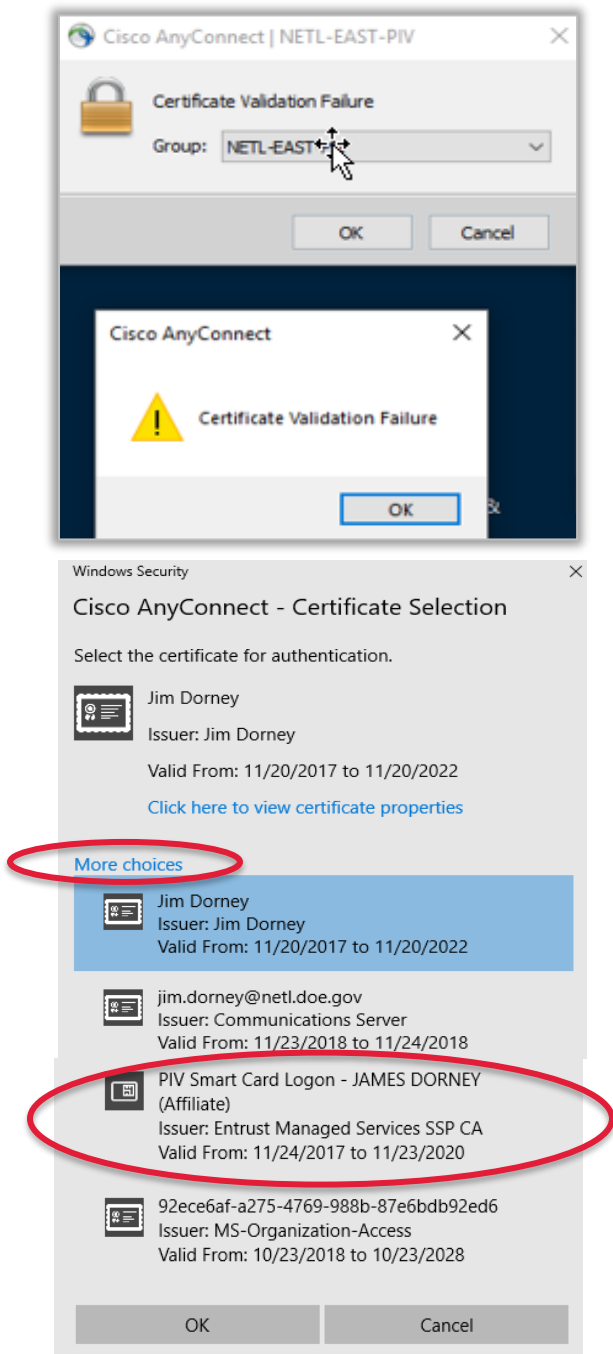 Cisco AnyConnect | NETL-EAST-PIV
Certificate Validation Failure
Group: NETL-EAST
OK Cancel
Cisco AnyConnect
Certificate Validation Failure
OK
&
Windows Security
Cisco AnyConnect - Certificate Selection
Select the certificate for authentication.
Jim Dorney
Issuer: Jim Dorney
Valid From: 11/20/2017 to 11/20/2022
Click here to view certificate properties
More choices
Jim Dorney
Issuer: Jim Dorney
Valid From: 11/20/2017 to 11/20/2022
jim.dorney@netl.doe.gov
Issuer: Communications Server
Valid From: 11/23/2018 to 11/24/2018
PIV Smart Card Logon - JAMES DORNEY
(Affiliate)
Issuer: Entrust Managed Services SSP CA
Valid From: 11/24/2017 to 11/23/2020
92ece6af-a275-4769-988b-87e6bdb92ed6
Issuer: MS-Organization-Access
Valid From: 10/23/2018 to 10/23/2028
OK Cancel